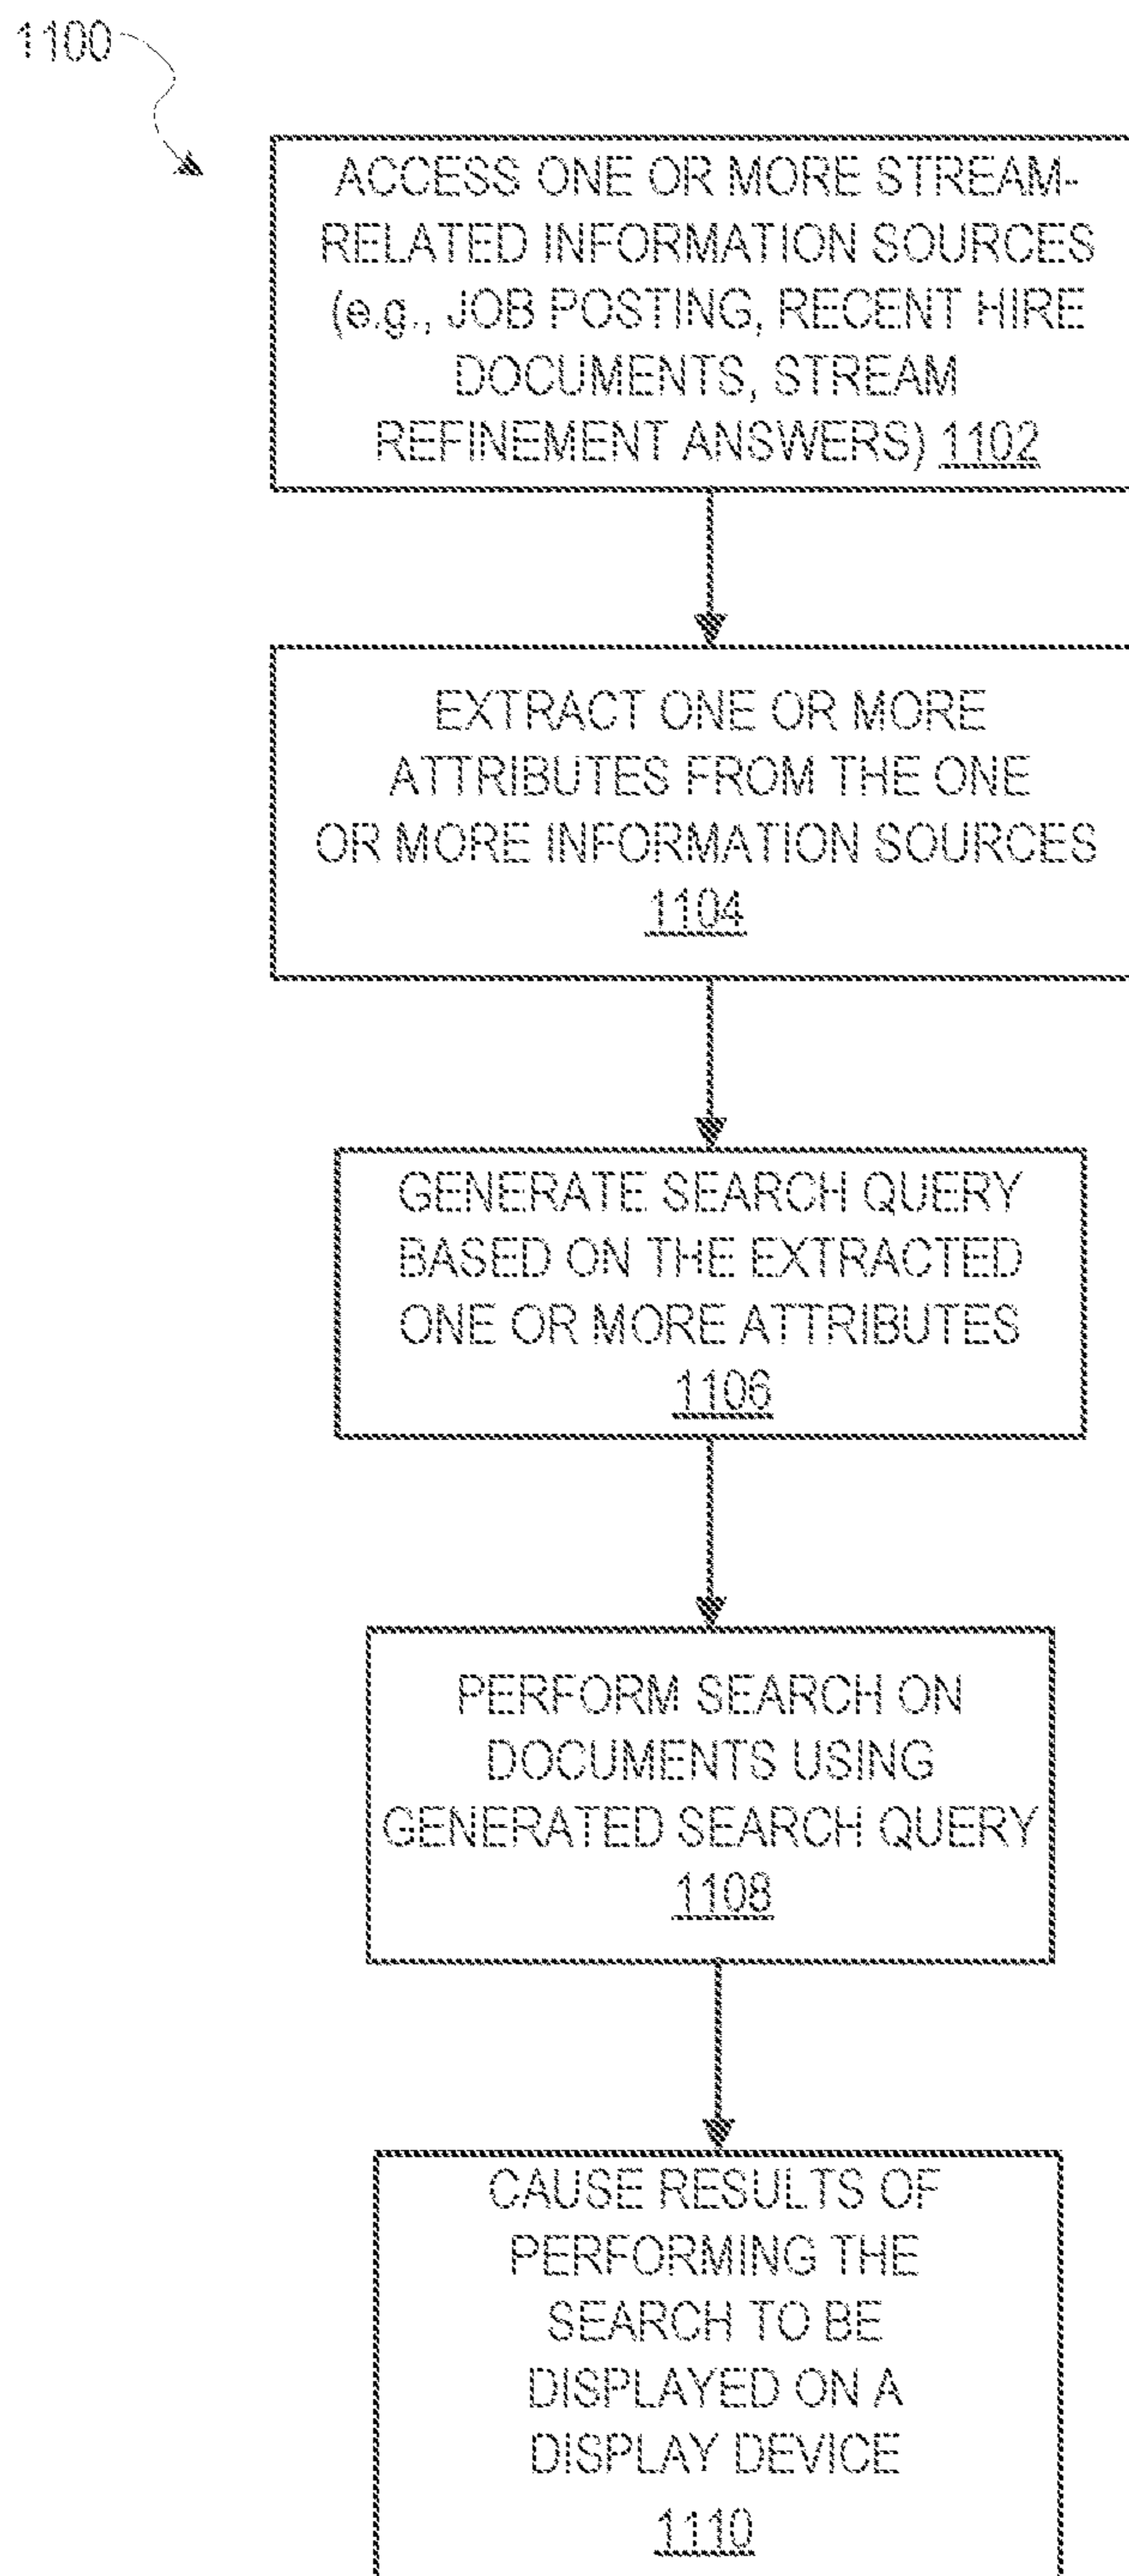 1100
ACCESS ONE OR MORE STREAM-
RELATED INFORMATION SOURCES
(e.g., JOB POSTING, RECENT HIRE
DOCUMENTS, STREAM
REFINEMENT ANSWERS) 1102
EXTRACT ONE OR MORE
ATTRIBUTES FROM THE ONE
OR MORE INFORMATION SOURCES
1104
GENERATE SEARCH QUERY
BASED ON THE EXTRACTED
ONE OR MORE ATTRIBUTES
1106
PERFORM SEARCH ON
DOCUMENTS USING
GENERATED SEARCH QUERY
1108
CAUSE RESULTS OF
PERFORMING THE
SEARCH TO BE
DISPLAYED ON A
DISPLAY DEVICE
1110